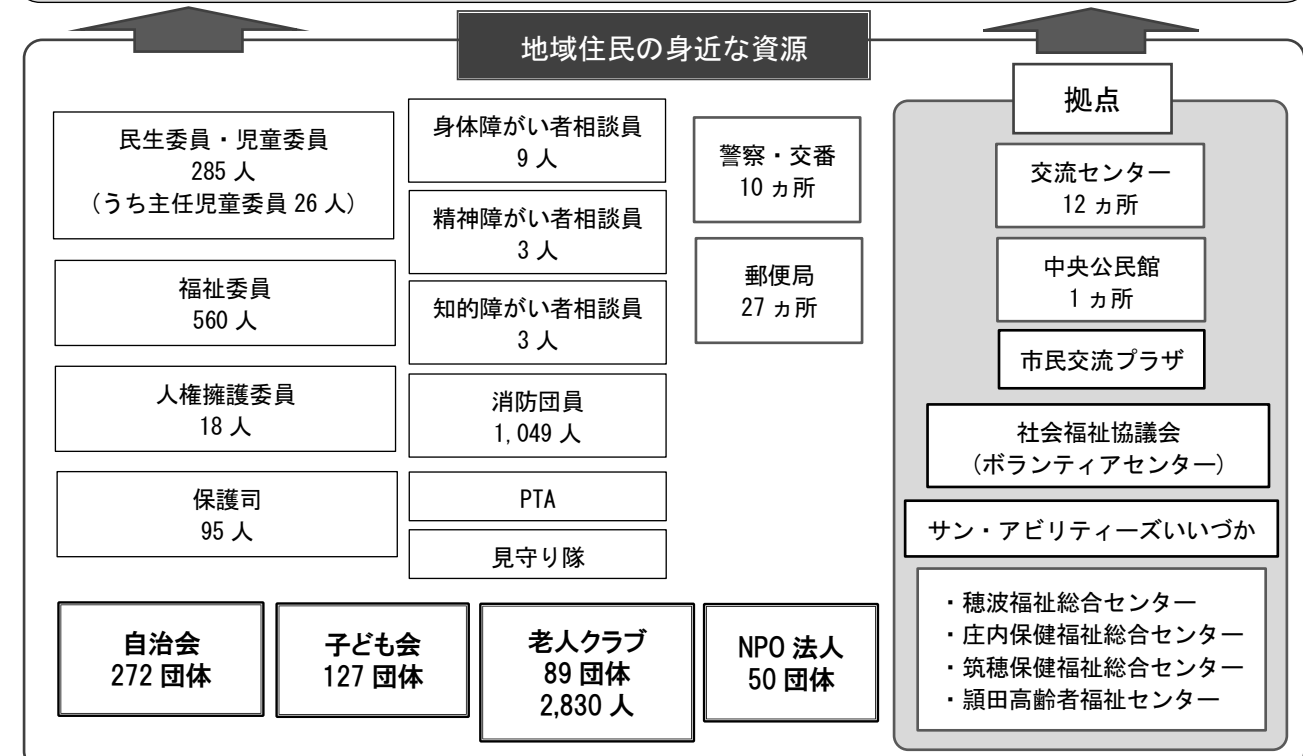 地域住民の身近な資源
民生委員・児童委員
285 人
(うち主任児童委員 26 人)
福祉委員
560 人
人権擁護委員
18 人
保護司
95 人
身体障がい者相談員
9 人
精神障がい者相談員
3 人
知的障がい者相談員
3 人
消防団員
1,049 人
PTA
見守り隊
警察・交番
10 ヵ所
郵便局
27 ヵ所
自治会
272 団体
子ども会
127 団体
老人クラブ
89 団体
2,830 人
NPO 法人
50 団体
拠点
交流センター
12 ヵ所
中央公民館
1 ヵ所
市民交流プラザ
社会福祉協議会
(ボランティアセンター)
サン・アビリティーズいいづか
・穂波福祉総合センター
・庄内保健福祉総合センター
・筑穂保健福祉総合センター
・頴田高齢者福祉センター